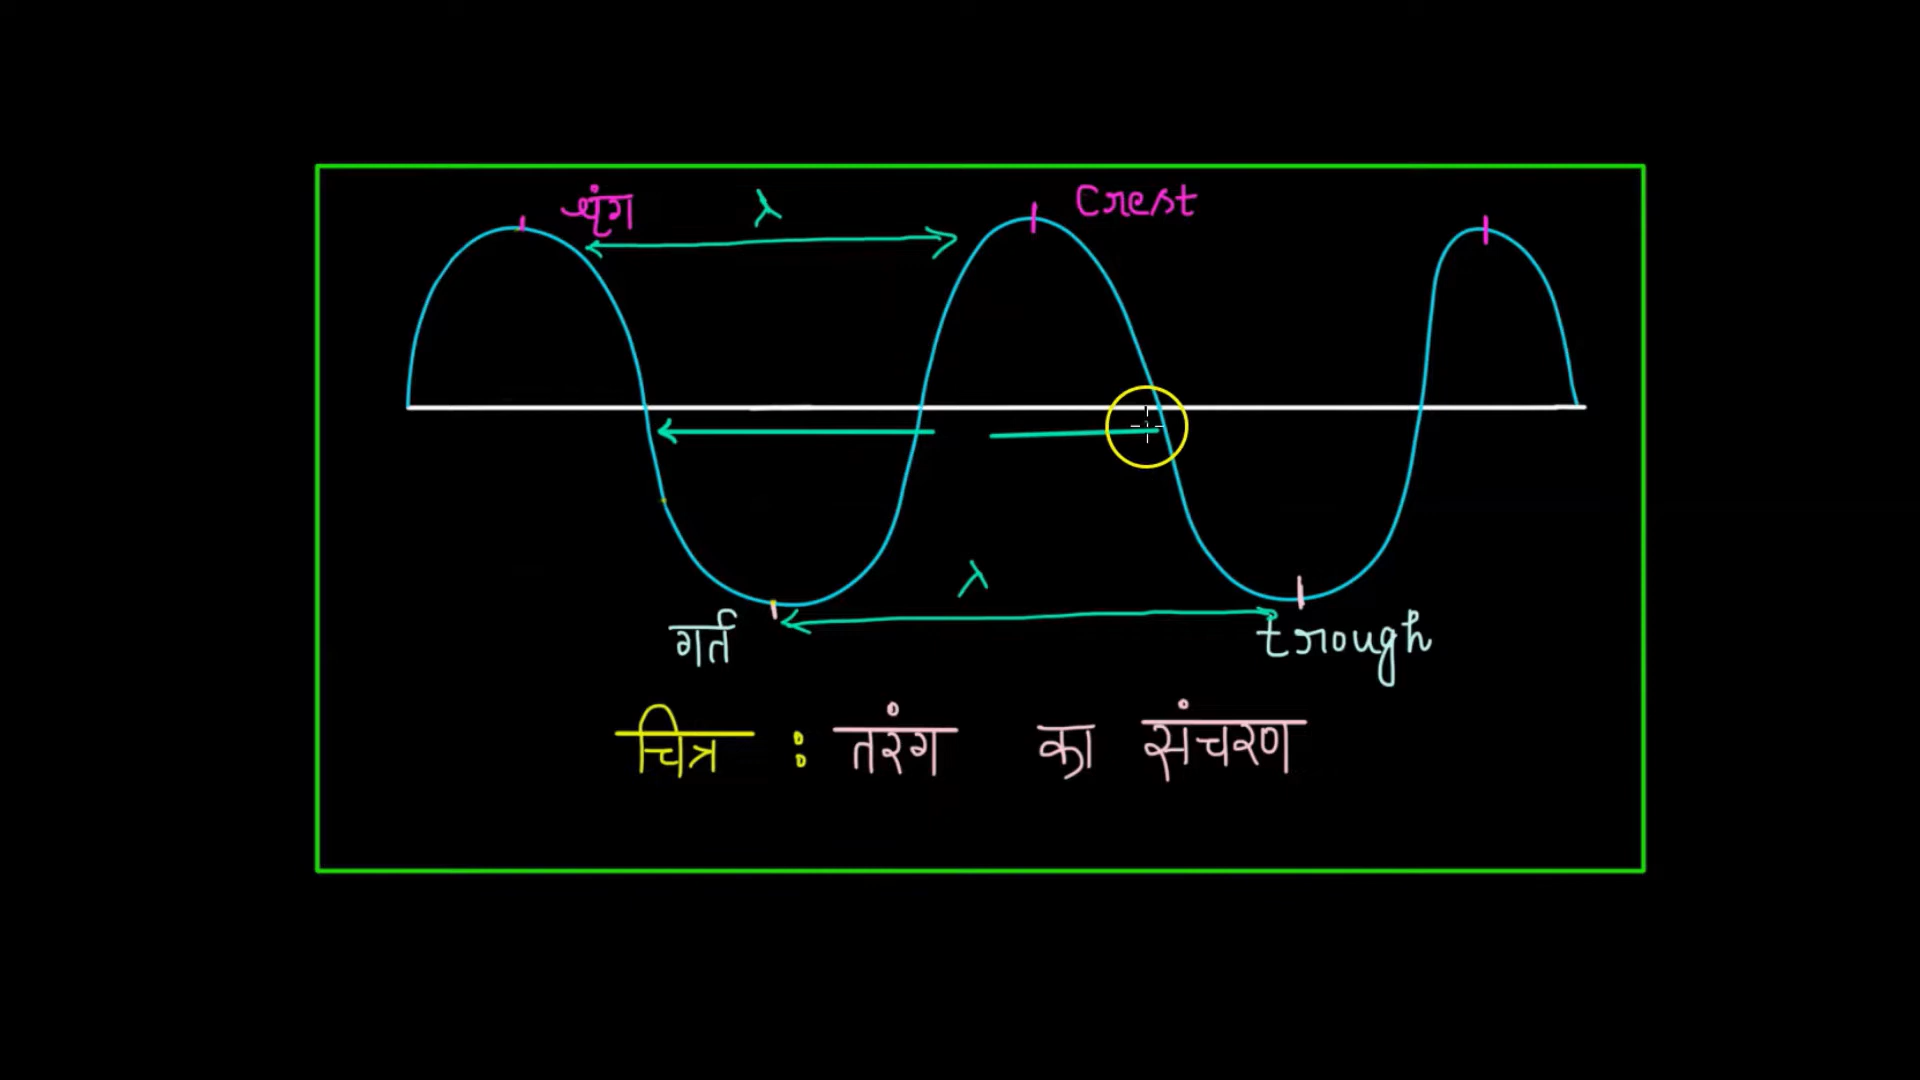 श्रृंग λ Crest
λ
गर्त trough
चित्र : तरंग का संचरण